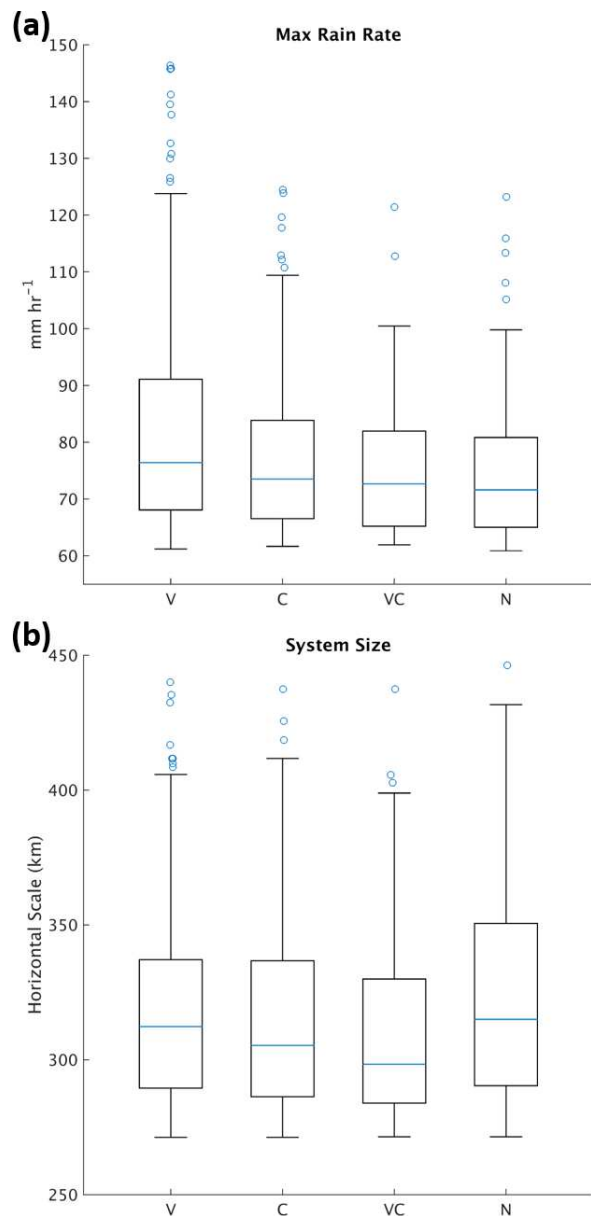 (a)
Max Rain Rate
150
140
130
120
110
100
90
80
70
60
mm hr⁻¹
V C VC N
(b)
System Size
450
400
350
300
250
Horizontal Scale (km)
V C VC N